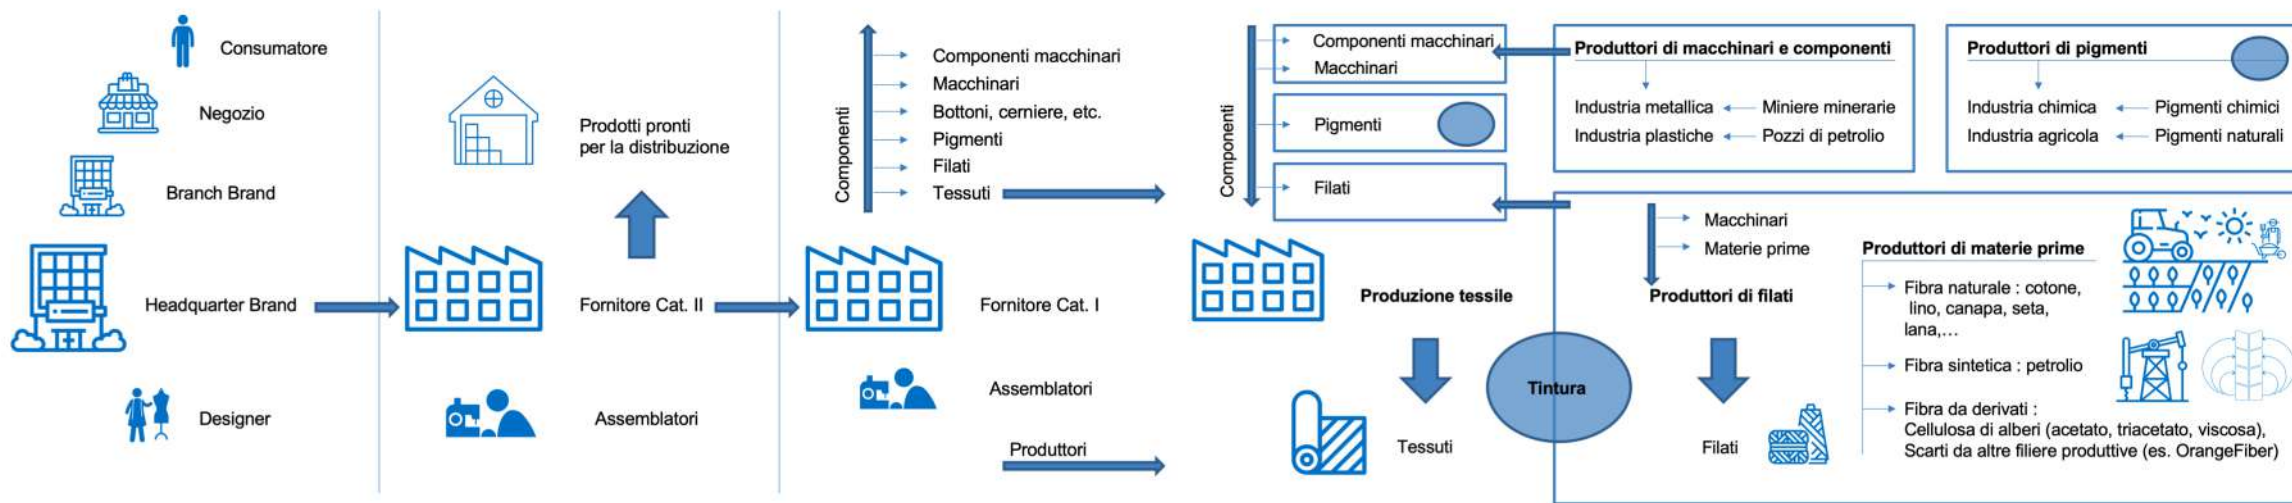 Consumatore
Negozio
Branch Brand
Headquarter Brand
Designer
Prodotti pronti
per la distribuzione
Fornitore Cat. II
Assemblatori
Componenti
Componenti macchinari
Macchinari
Bottoni, cerniere, etc.
Pigmenti
Filati
Tessuti
Fornitore Cat. I
Assemblatori
Produttori
Componenti
Componenti macchinari
Macchinari
Pigmenti
Filati
Produzione tessile
Tessuti
Tintura
Produttori di macchinari e componenti
Industria metallica
Miniere minerarie
Industria plastiche
Pozzi di petrolio
Produttori di pigmenti
Industria chimica
Pigmenti chimici
Industria agricola
Pigmenti naturali
Macchinari
Materie prime
Produttori di filati
Filati
Produttori di materie prime
Fibra naturale : cotone,
lino, canapa, seta,
lana,…
Fibra sintetica : petrolio
Fibra da derivati :
Cellulosa di alberi (acetato, triacetato, viscosa),
Scarti da altre filiere produttive (es. OrangeFiber)